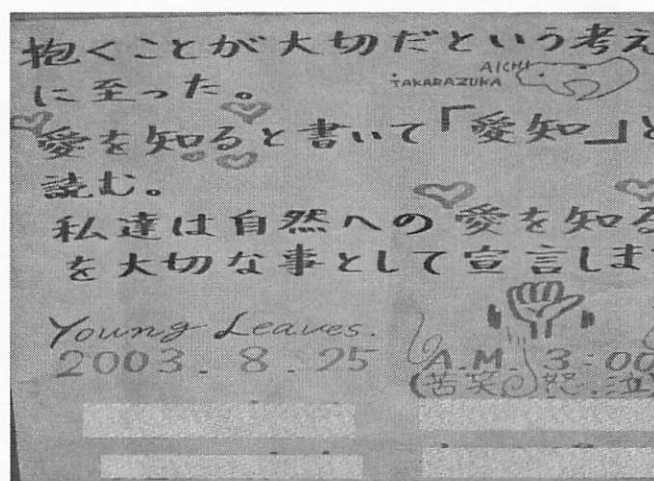 抱くことが大切だという考え
に至った。
AICHI
TAKARAZUKA
愛を知ると書いて「愛知」と
読む。
私達は自然への愛を知る
を大切な事として宣言しま
Young Leaves.
2003. 8. 25
A.M. 3:00
(苦笑 怒 泣)